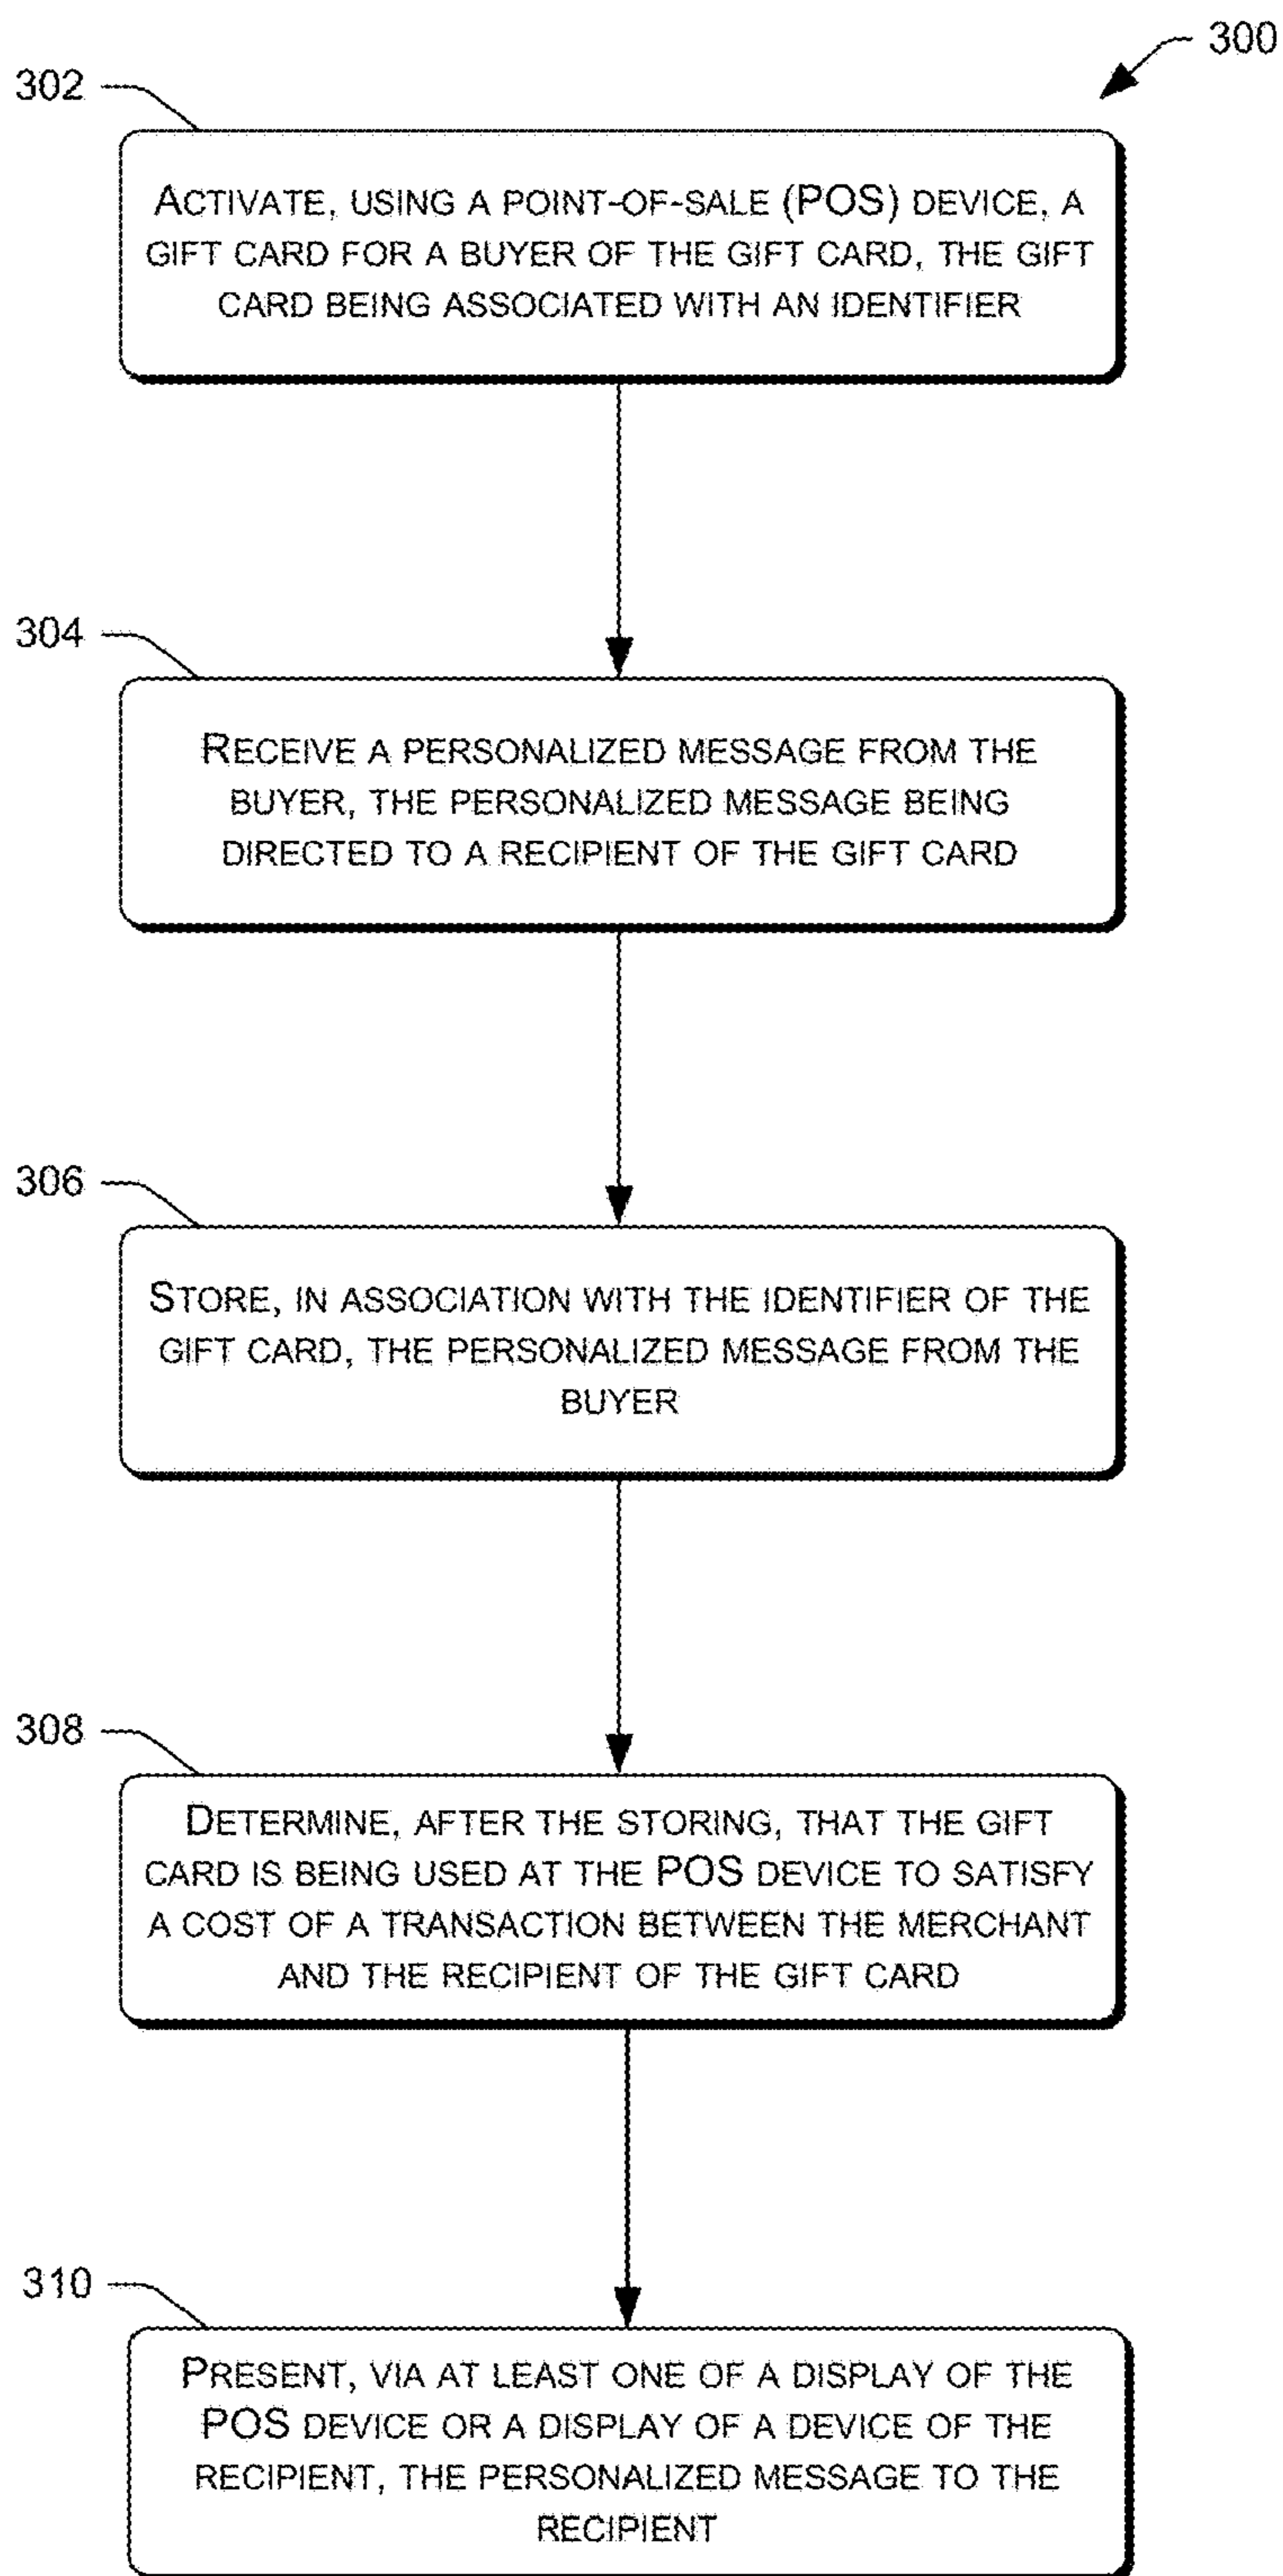 300
302
ACTIVATE, USING A POINT-OF-SALE (POS) DEVICE, A
GIFT CARD FOR A BUYER OF THE GIFT CARD, THE GIFT
CARD BEING ASSOCIATED WITH AN IDENTIFIER
304
RECEIVE A PERSONALIZED MESSAGE FROM THE
BUYER, THE PERSONALIZED MESSAGE BEING
DIRECTED TO A RECIPIENT OF THE GIFT CARD
306
STORE, IN ASSOCIATION WITH THE IDENTIFIER OF THE
GIFT CARD, THE PERSONALIZED MESSAGE FROM THE
BUYER
308
DETERMINE, AFTER THE STORING, THAT THE GIFT
CARD IS BEING USED AT THE POS DEVICE TO SATISFY
A COST OF A TRANSACTION BETWEEN THE MERCHANT
AND THE RECIPIENT OF THE GIFT CARD
310
PRESENT, VIA AT LEAST ONE OF A DISPLAY OF THE
POS DEVICE OR A DISPLAY OF A DEVICE OF THE
RECIPIENT, THE PERSONALIZED MESSAGE TO THE
RECIPIENT